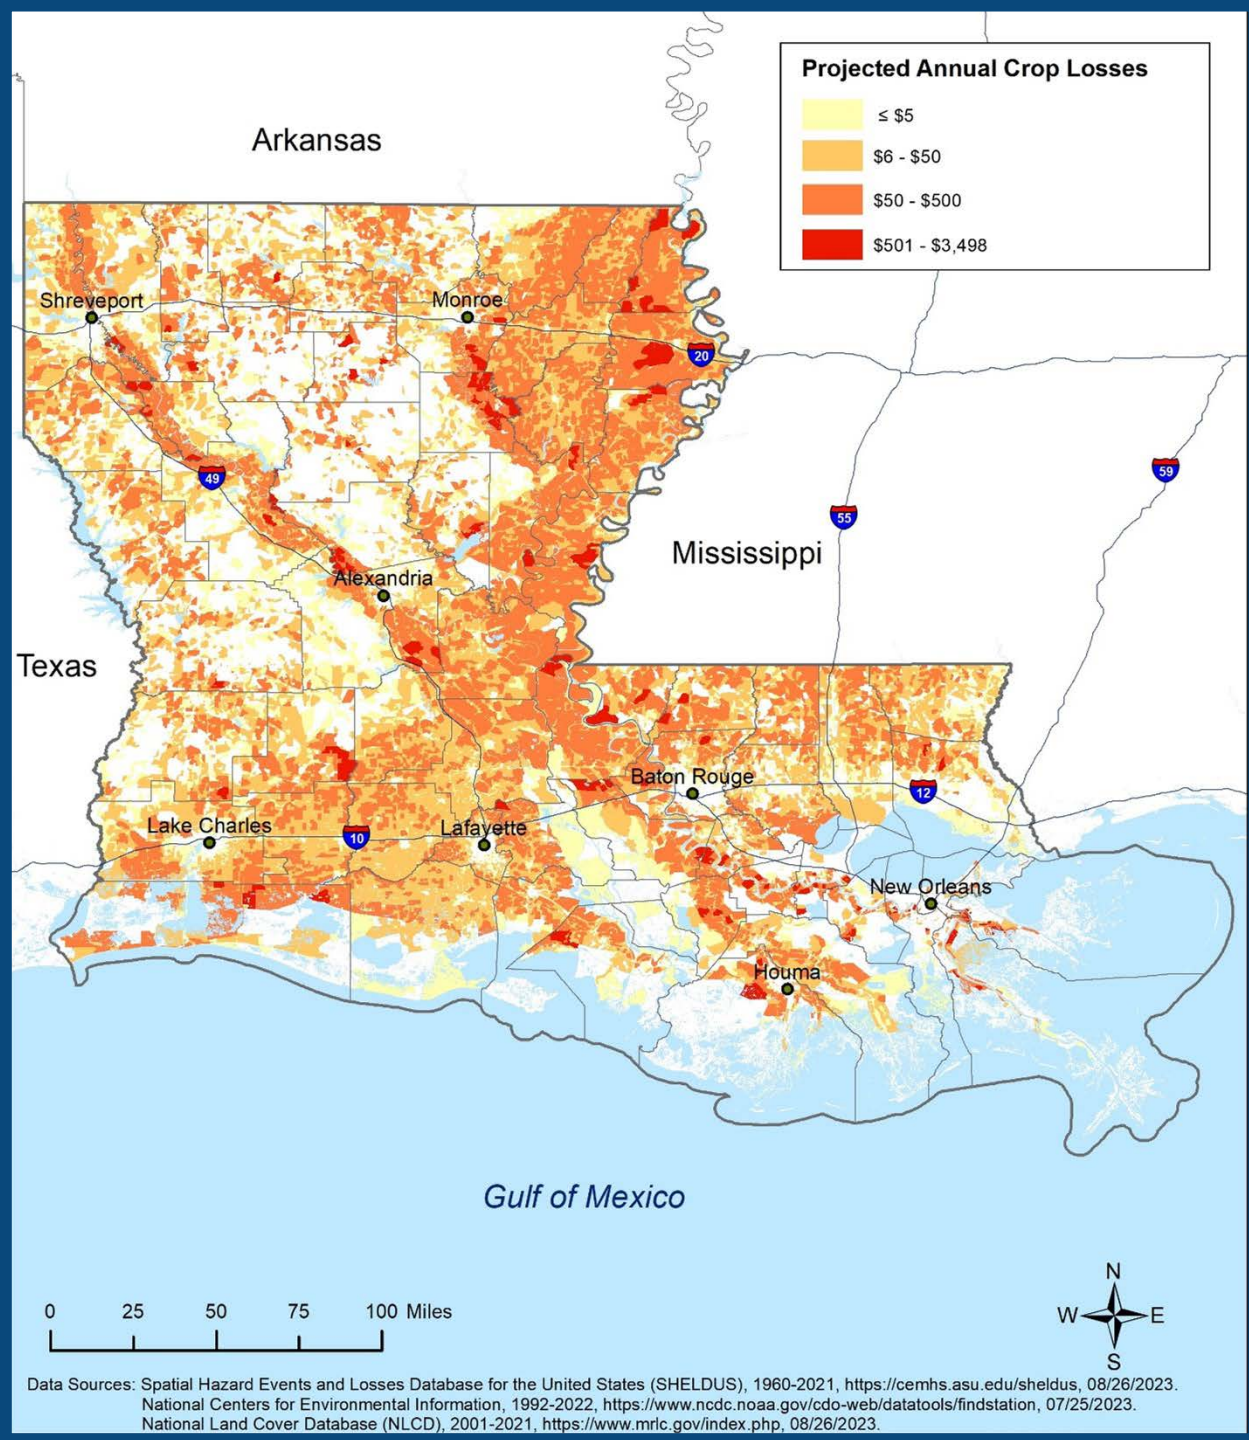 Projected Annual Crop Losses
≤ $5
$6 - $50
$50 - $500
$501 - $3,498
Arkansas
Shreveport
Monroe
20
49
59
55
Mississippi
Alexandria
Texas
Baton Rouge
12
Lake Charles
10
Lafayette
New Orleans
Houma
Gulf of Mexico
N
W E
S
0 25 50 75 100 Miles
Data Sources: Spatial Hazard Events and Losses Database for the United States (SHELDUS), 1960-2021, https://cemhs.asu.edu/sheldus, 08/26/2023.
National Centers for Environmental Information, 1992-2022, https://www.ncdc.noaa.gov/cdo-web/datatools/findstation, 07/25/2023.
National Land Cover Database (NLCD), 2001-2021, https://www.mrlc.gov/index.php, 08/26/2023.